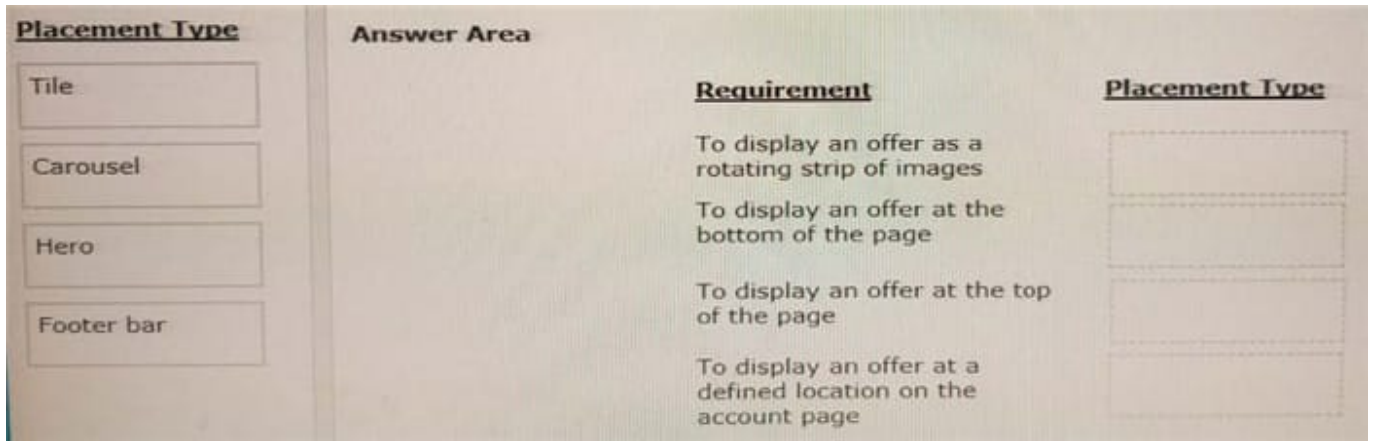 Placement Type
Tile
Carousel
Hero
Footer bar
Answer Area
Requirement
Placement Type
To display an offer as a
rotating strip of images
To display an offer at the
bottom of the page
To display an offer at the top
of the page
To display an offer at a
defined location on the
account page